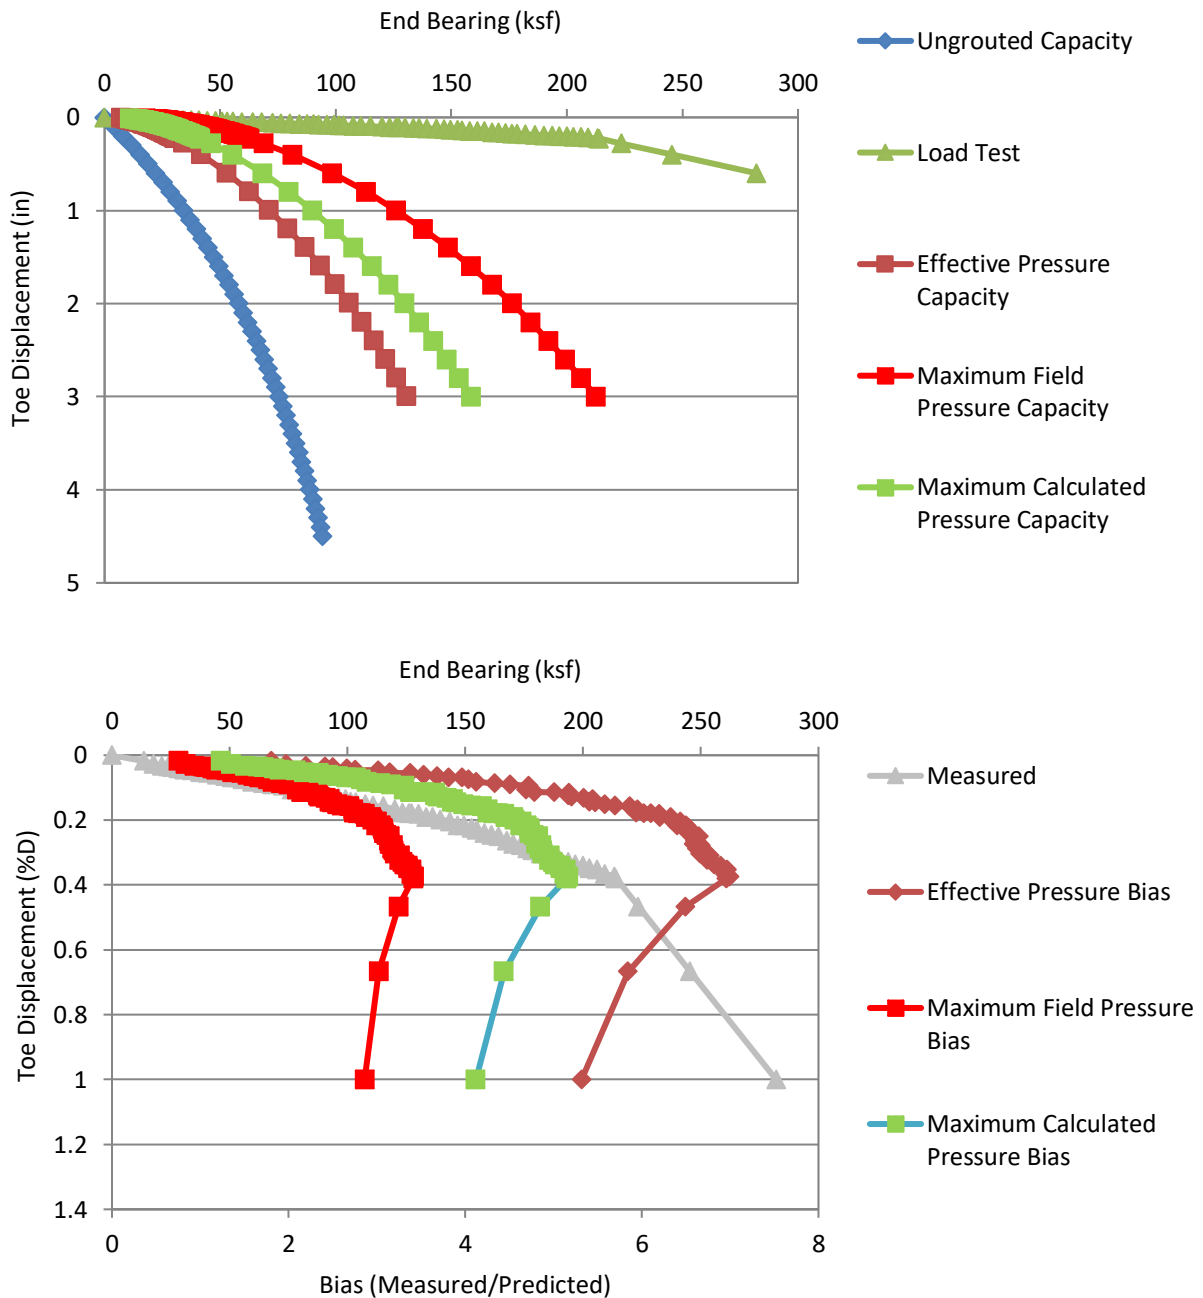 End Bearing (ksf)
0 50 100 150 200 250 300
0
1
2
3
4
5
Toe Displacement (in)
Ungrouted Capacity
Load Test
Effective Pressure
Capacity
Maximum Field
Pressure Capacity
Maximum Calculated
Pressure Capacity
End Bearing (ksf)
0 50 100 150 200 250 300
0
0.2
0.4
0.6
0.8
1
1.2
1.4
Toe Displacement (%D)
0 2 4 6 8
Bias (Measured/Predicted)
Measured
Effective Pressure Bias
Maximum Field Pressure
Bias
Maximum Calculated
Pressure Bias